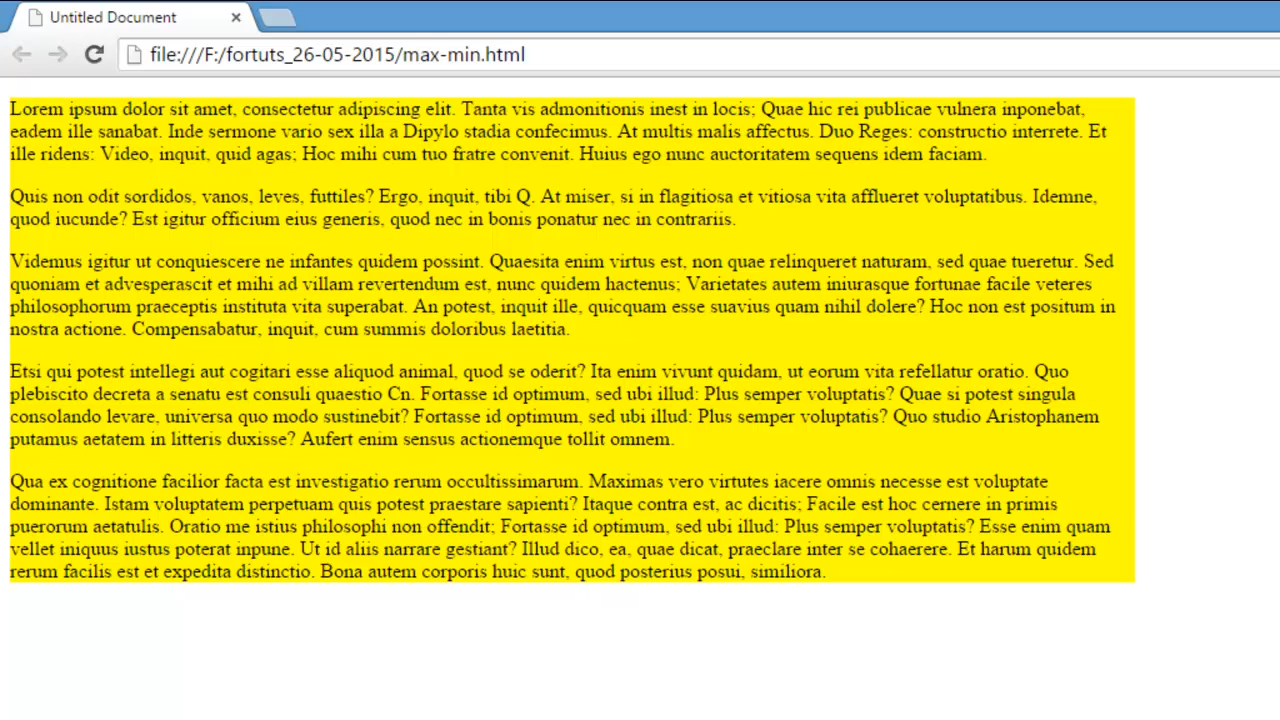 Untitled Document
file:///F:/fortuts_26-05-2015/max-min.html
Lorem ipsum dolor sit amet, consectetur adipiscing elit. Tanta vis admonitionis inest in locis; Quae hic rei publicae vulnera inponebat,
eadem ille sanabat. Inde sermone vario sex illa a Dipylo stadia confecimus. At multis malis affectus. Duo Reges: constructio interrete. Et
ille ridens: Video, inquit, quid agas; Hoc mihi cum tuo fratre convenit. Huius ego nunc auctoritatem sequens idem faciam.
Quis non odit sordidos, vanos, leves, futtiles? Ergo, inquit, tibi Q. At miser, si in flagitiosa et vitiosa vita afflueret voluptatibus. Idemne,
quod iucunde? Est igitur officium eius generis, quod nec in bonis ponatur nec in contrariis.
Videmus igitur ut conquiescere ne infantes quidem possint. Quaesita enim virtus est, non quae relinqueret naturam, sed quae tueretur. Sed
quoniam et advesperascit et mihi ad villam revertendum est, nunc quidem hactenus; Varietates autem iniurasque fortunae facile veteres
philosophorum praeceptis instituta vita superabat. An potest, inquit ille, quicquam esse suavius quam nihil dolere? Hoc non est positum in
nostra actione. Compensabatur, inquit, cum summis doloribus laetitia.
Etsi qui potest intellegi aut cogitari esse aliquod animal, quod se oderit? Ita enim vivunt quidam, ut eorum vita refellatur oratio. Quo
plebiscito decreta a senatu est consuli quaestio Cn. Fortasse id optimum, sed ubi illud: Plus semper voluptatis? Quae si potest singula
consolando levare, universa quo modo sustinebit? Fortasse id optimum, sed ubi illud: Plus semper voluptatis? Quo studio Aristophanem
putamus aetatem in litteris duxisse? Aufert enim sensus actionemque tollit omnem.
Qua ex cognitione facilior facta est investigatio rerum occultissimarum. Maximas vero virtutes iacere omnis necesse est voluptate
dominante. Istam voluptatem perpetuam quis potest praestare sapienti? Itaque contra est, ac dicitis; Facile est hoc cernere in primis
puerorum aetatulis. Oratio me istius philosophi non offendit; Fortasse id optimum, sed ubi illud: Plus semper voluptatis? Esse enim quam
vellet iniquus iustus poterat inpune. Ut id aliis narrare gestiant? Illud dico, ea, quae dicat, praeclare inter se cohaerere. Et harum quidem
rerum facilis est et expedita distinctio. Bona autem corporis huic sunt, quod posterius posui, similiora.